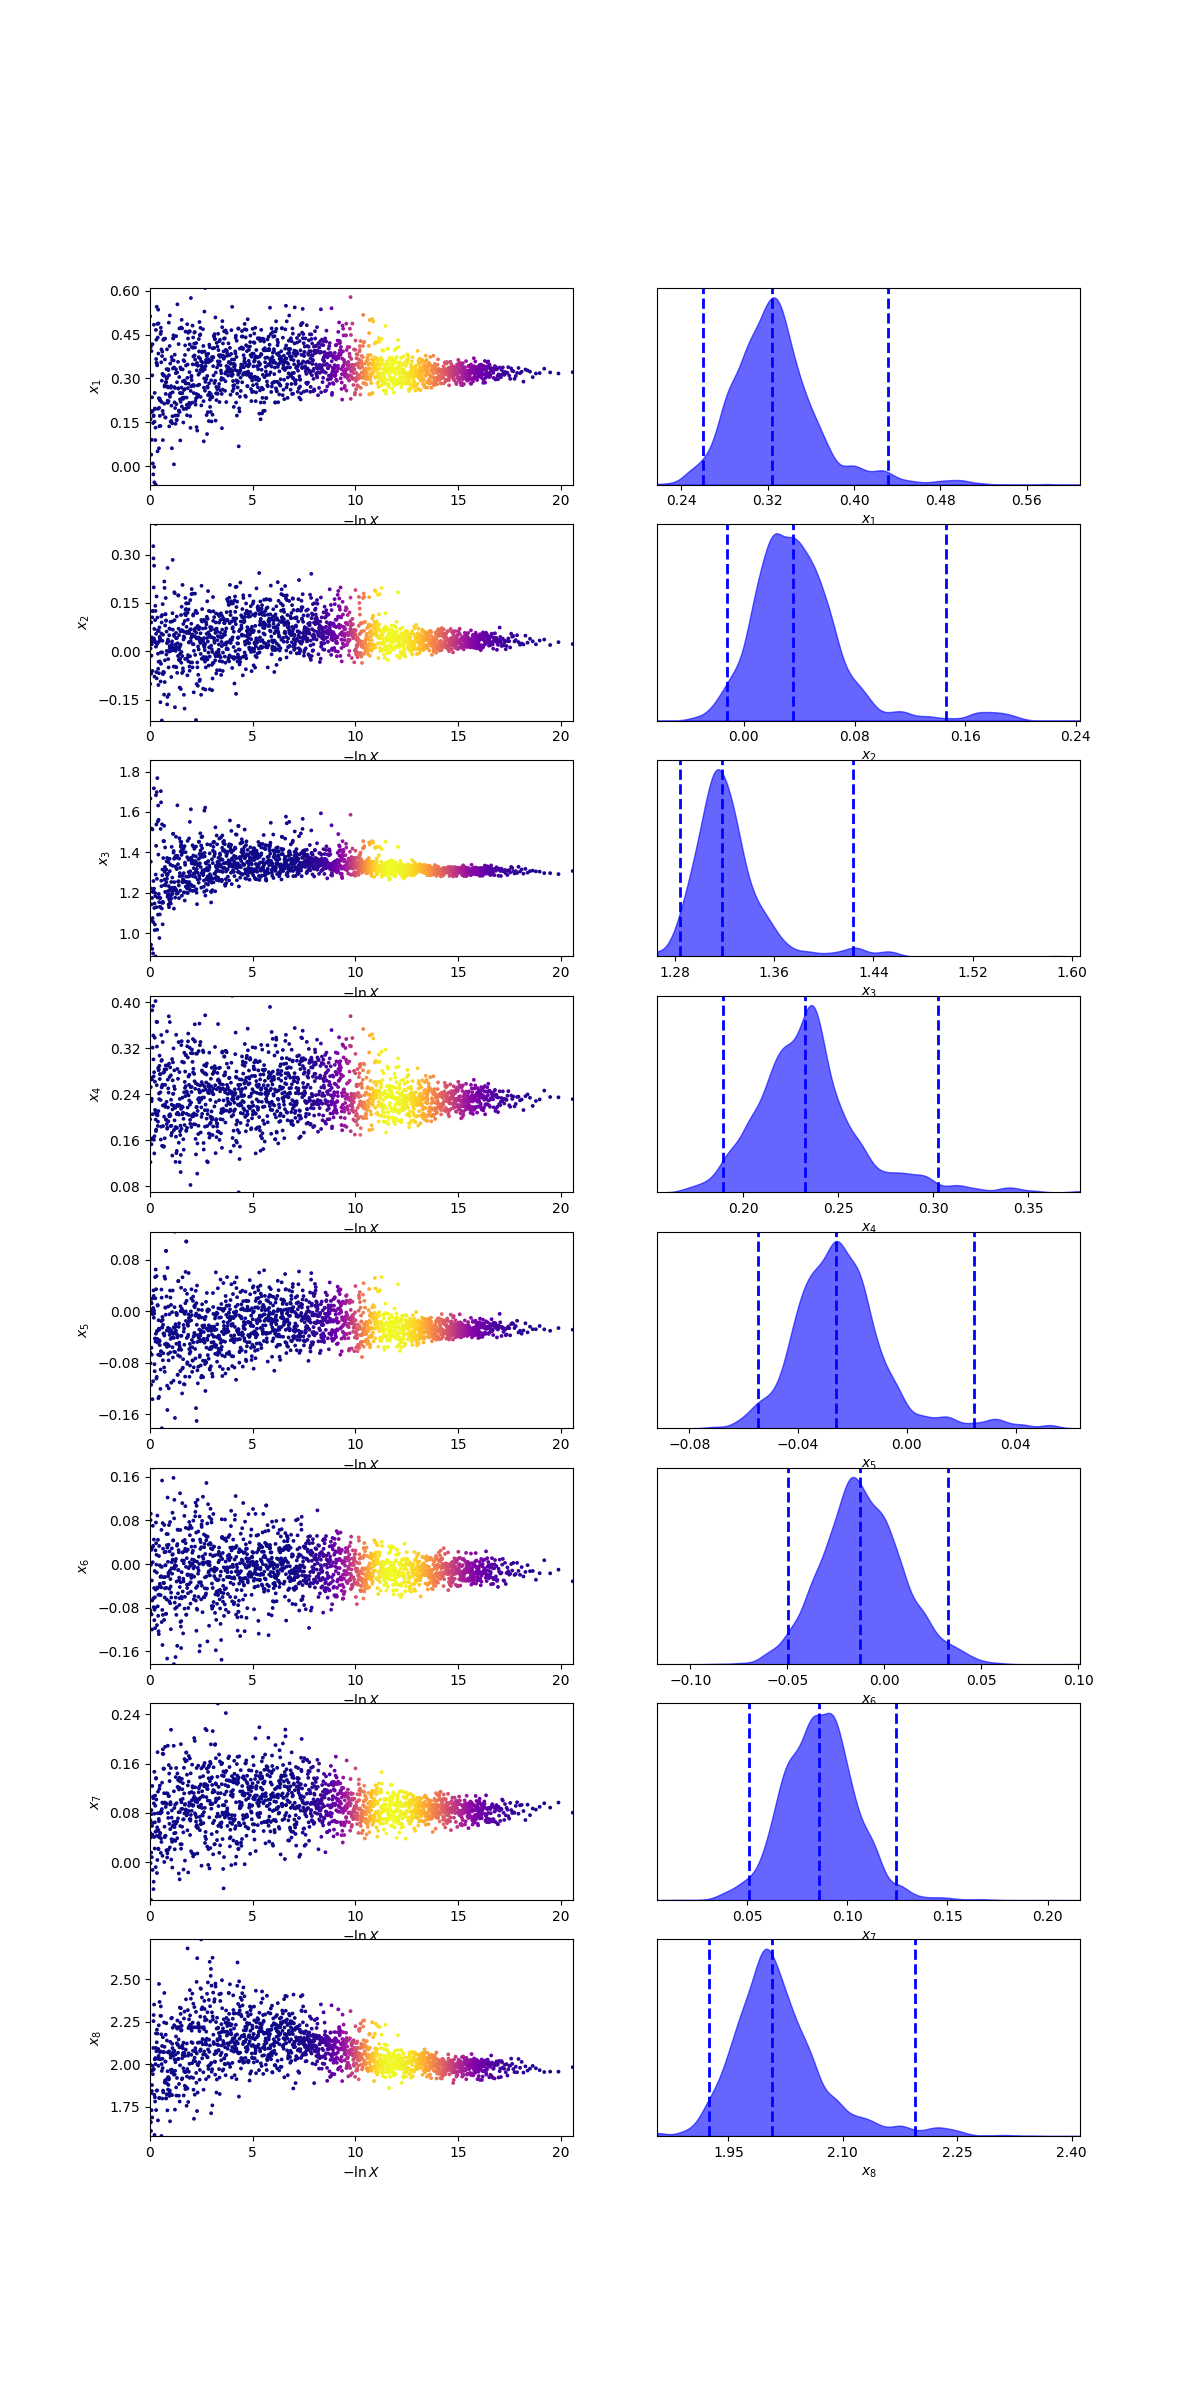 0.60
0.45
0.30
0.15
0.00
x₁
0 5 10 15 20
−ln X
0.24 0.32 0.40 0.48 0.56
x₁
0.30
0.15
0.00
−0.15
x₂
0 5 10 15 20
−ln X
0.00 0.08 0.16 0.24
x₂
1.8
1.6
1.4
1.2
1.0
x₃
0 5 10 15 20
−ln X
1.28 1.36 1.44 1.52 1.60
x₃
0.40
0.32
0.24
0.16
0.08
x₄
0 5 10 15 20
−ln X
0.20 0.25 0.30 0.35
x₄
0.08
0.00
−0.08
−0.16
x₅
0 5 10 15 20
−ln X
−0.08 −0.04 0.00 0.04
x₅
0.16
0.08
0.00
−0.08
−0.16
x₆
0 5 10 15 20
−ln X
−0.10 −0.05 0.00 0.05 0.10
x₆
0.24
0.16
0.08
0.00
x₇
0 5 10 15 20
−ln X
0.05 0.10 0.15 0.20
x₇
2.50
2.25
2.00
1.75
x₈
0 5 10 15 20
−ln X
1.95 2.10 2.25 2.40
x₈